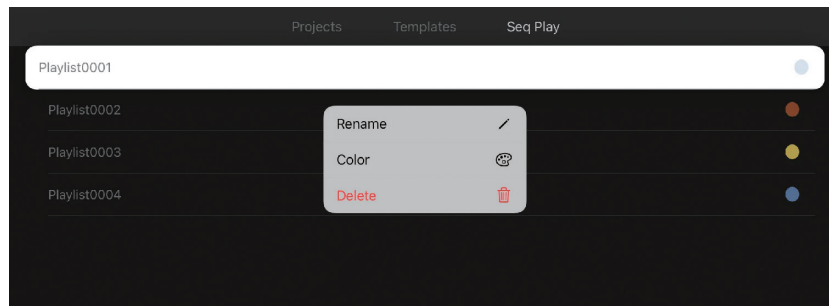 Projects Templates Seq Play
Playlist0001
Playlist0002
Rename
Playlist0003
Color
Playlist0004
Delete